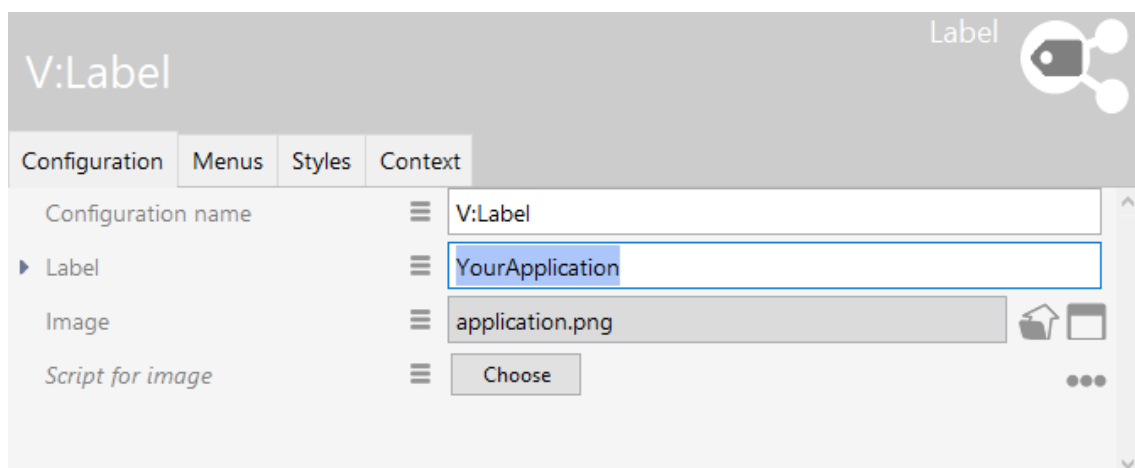 Label
V:Label
Configuration Menus Styles Context
Configuration name V:Label
Label YourApplication
Image application.png
Script for image Choose